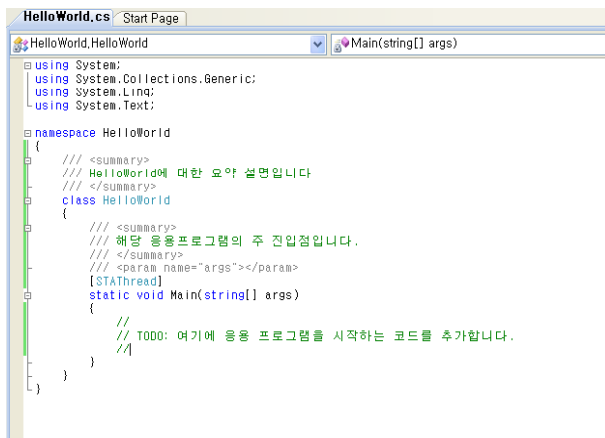 HelloWorld.cs Start Page
HelloWorld.HelloWorld Main(string[] args)
using System;
using System.Collections.Generic;
using System.Linq;
using System.Text;
namespace HelloWorld
{
/// <summary>
/// HelloWorld에 대한 요약 설명입니다
/// </summary>
class HelloWorld
{
/// <summary>
/// 해당 응용프로그램의 주 진입점입니다.
/// </summary>
/// <param name="args"></param>
[STAThread]
static void Main(string[] args)
{
//
// TODO: 여기에 응용 프로그램을 시작하는 코드를 추가합니다.
//
}
}
}